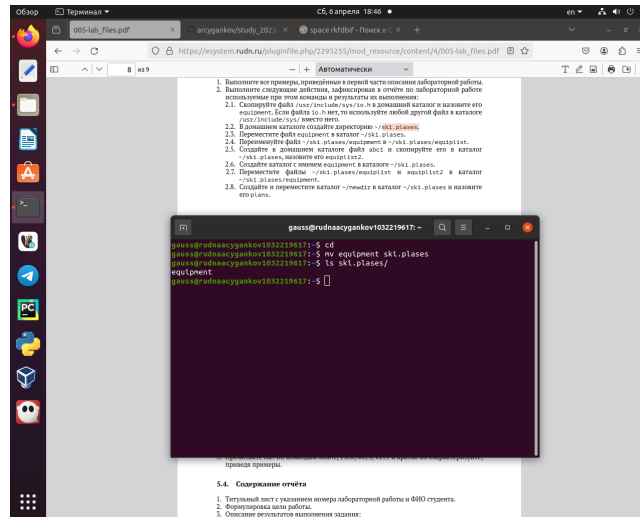 Обзор
Терминал ▾
Сб, 6 апреля 18:46
en ▾
005-lab_files.pdf ×
arcygankov/study_2023 ×
space rkfdbif - Поиск в ×
+
https://esystem.rudn.ru/pluginfile.php/2295255/mod_resource/content/4/005-lab_files.pdf
8 из 9
Автоматически
1. Выполните все примеры, приведённые в первой части описания лабораторной работы.
2. Выполните следующие действия, зафиксировав в отчёте по лабораторной работе
используемые при этом команды и результаты их выполнения:
2.1. Скопируйте файл /usr/include/sys/io.h в домашний каталог и назовите его
equipment. Если файла io.h нет, то используйте любой другой файл в каталоге
/usr/include/sys/ вместо него.
2.2. В домашнем каталоге создайте директорию ~/ski.plases.
2.3. Переместите файл equipment в каталог ~/ski.plases.
2.4. Переименуйте файл ~/ski.plases/equipment в ~/ski.plases/equiplist.
2.5. Создайте в домашнем каталоге файл abc1 и скопируйте его в каталог
~/ski.plases, назовите его equiplist2.
2.6. Создайте каталог с именем equipment в каталоге ~/ski.plases.
2.7. Переместите файлы ~/ski.plases/equiplist и equiplist2 в каталог
~/ski.plases/equipment.
2.8. Создайте и переместите каталог ~/newdir в каталог ~/ski.plases и назовите
его plans.
gauss@rudnaacygankov1032219617: ~
gauss@rudnaacygankov1032219617:~$ cd
gauss@rudnaacygankov1032219617:~$ mv equipment ski.plases
gauss@rudnaacygankov1032219617:~$ ls ski.plases/
equipment
gauss@rudnaacygankov1032219617:~$
приведя примеры.
5.4. Содержание отчёта
1. Титульный лист с указанием номера лабораторной работы и ФИО студента.
2. Формулировка цели работы.
3. Описание результатов выполнения задания:
PC